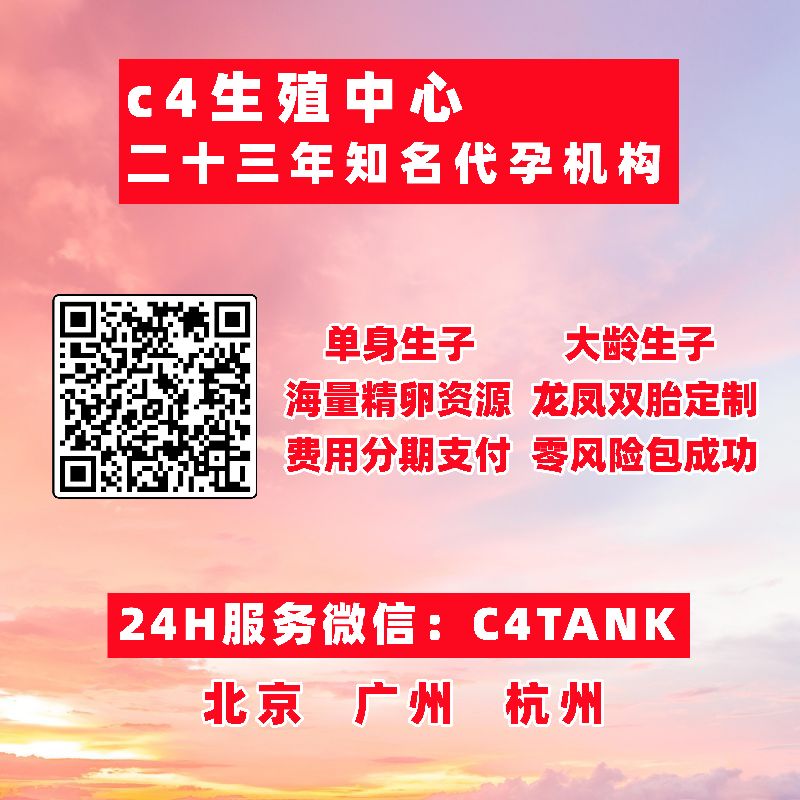 c4生殖中心
二十三年知名代孕机构
单身生子 大龄生子
海量精卵资源 龙凤双胎定制
费用分期支付 零风险包成功
24H服务微信：C4TANK
北京 广州 杭州